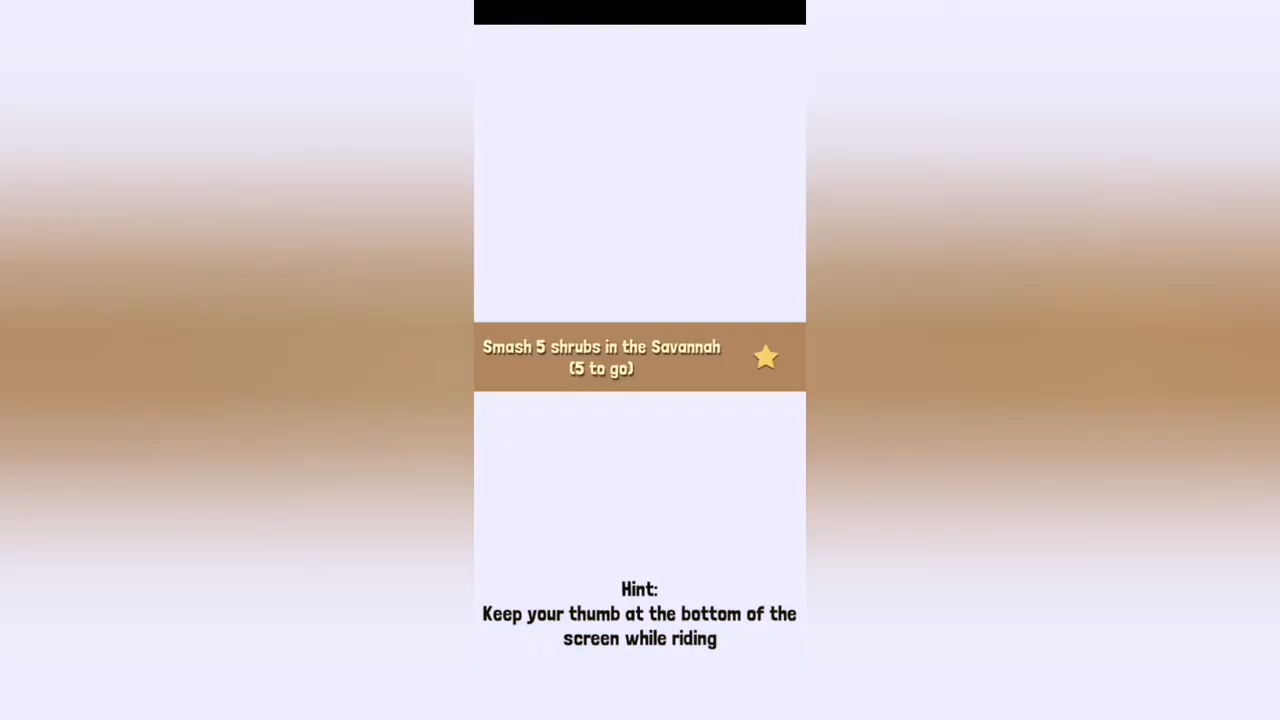 Smash 5 shrubs in the Savannah
(5 to go)
Hint:
Keep your thumb at the bottom of the
screen while riding